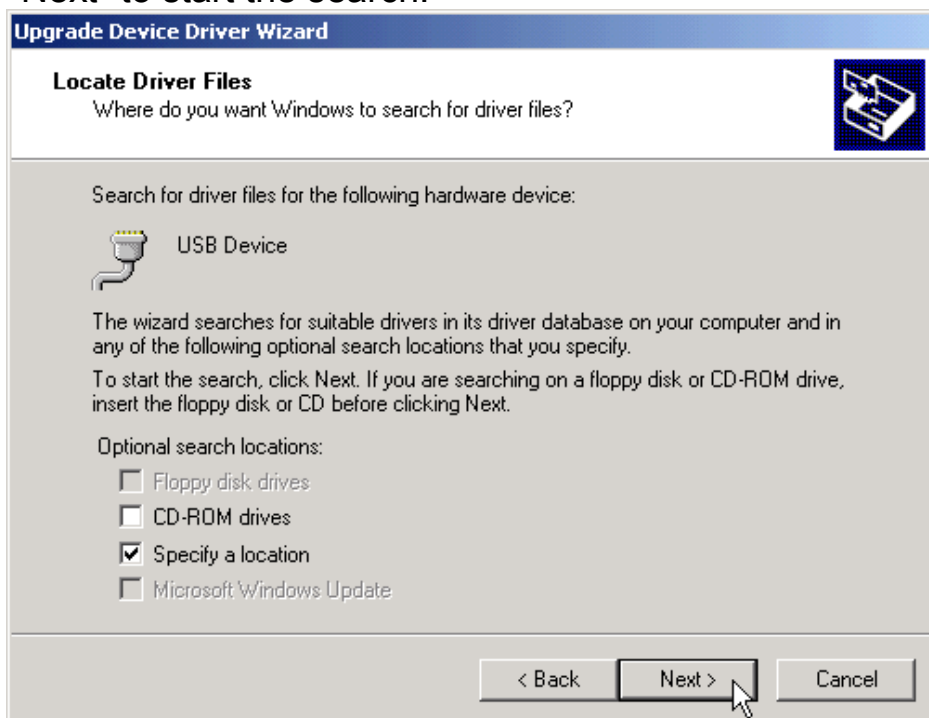 "Next" to start the search.
Upgrade Device Driver Wizard
Locate Driver Files
Where do you want Windows to search for driver files?
Search for driver files for the following hardware device:
USB Device
The wizard searches for suitable drivers in its driver database on your computer and in
any of the following optional search locations that you specify.
To start the search, click Next. If you are searching on a floppy disk or CD-ROM drive,
insert the floppy disk or CD before clicking Next.
Optional search locations:
Floppy disk drives
CD-ROM drives
Specify a location
Microsoft Windows Update
< Back
Next >
Cancel